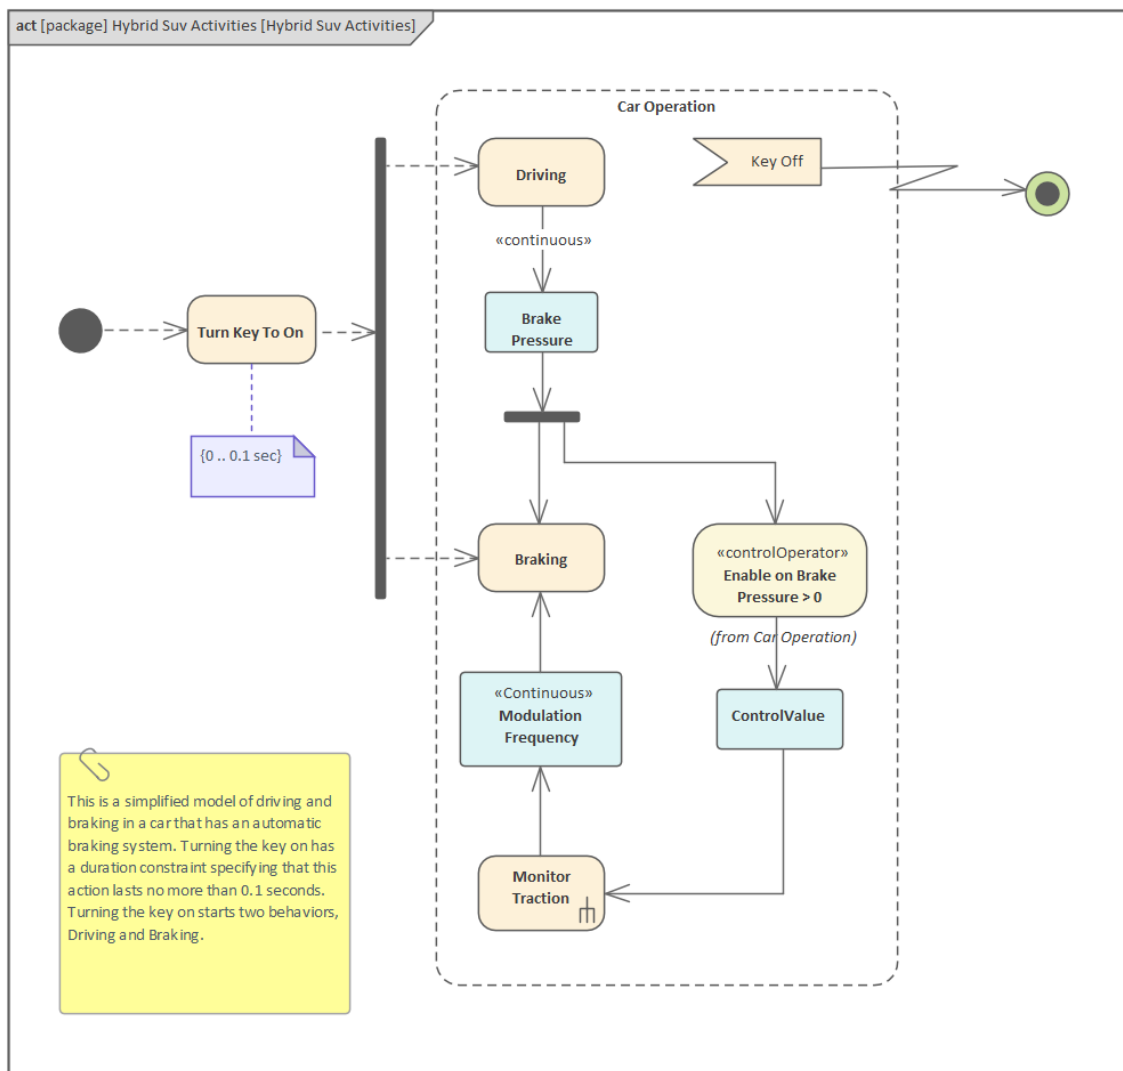 act [package] Hybrid Suv Activities [Hybrid Suv Activities]
Car Operation
Driving
Key Off
«continuous»
Brake
Pressure
Turn Key To On
{0 .. 0.1 sec}
Braking
«controlOperator»
Enable on Brake
Pressure > 0
(from Car Operation)
«Continuous»
Modulation
Frequency
ControlValue
This is a simplified model of driving and
braking in a car that has an automatic
braking system. Turning the key on has
a duration constraint specifying that this
action lasts no more than 0.1 seconds.
Turning the key on starts two behaviors,
Driving and Braking.
Monitor
Traction